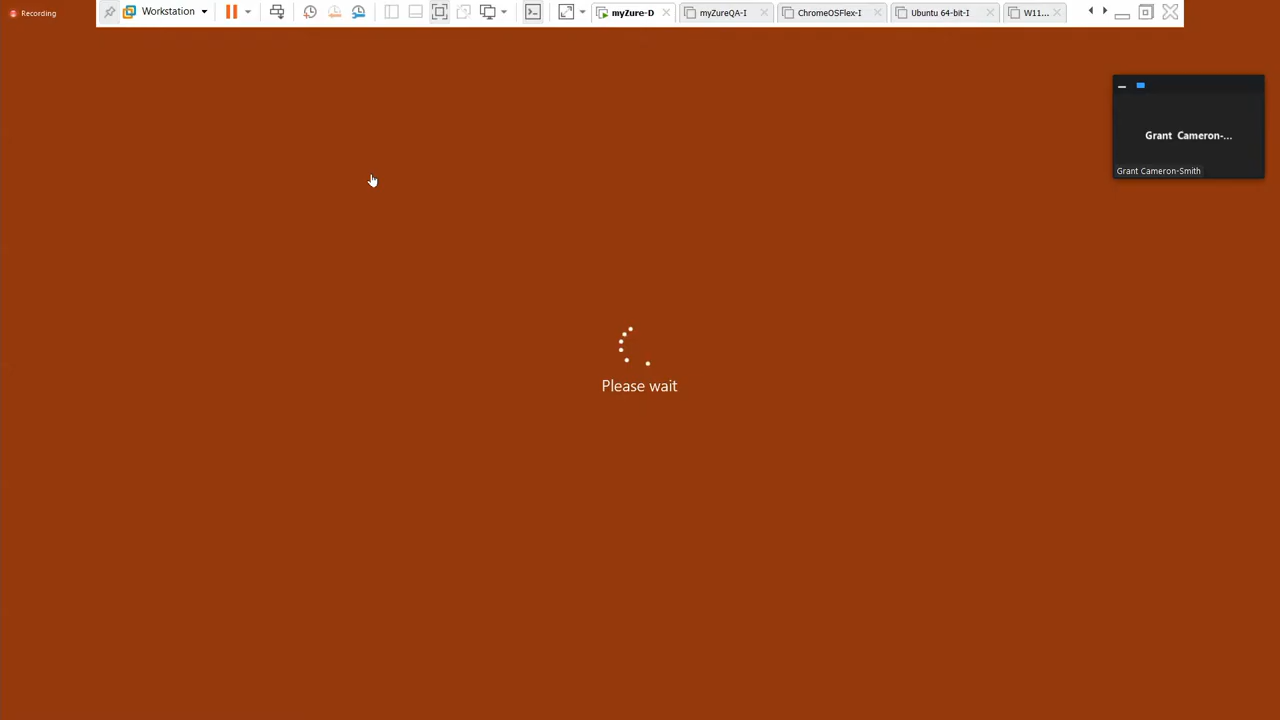 Recording
Workstation
myZure-D
myZureQA-I
ChromeOSFlex-I
Ubuntu 64-bit-I
W11...
Grant Cameron-...
Grant Cameron-Smith
Please wait